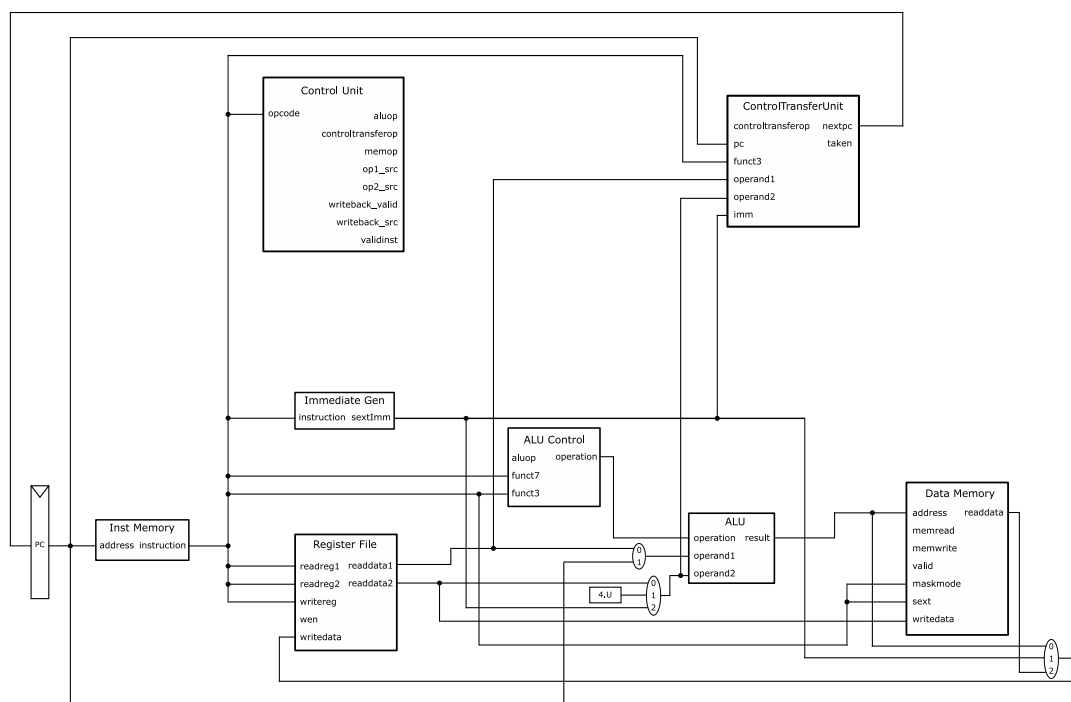 Control Unit
opcode
aluop
controltransferop
memop
op1_src
op2_src
writeback_valid
writeback_src
validinst
ControlTransferUnit
controltransferop nextpc
pc taken
funct3
operand1
operand2
imm
Immediate Gen
instruction sextImm
ALU Control
aluop operation
funct7
funct3
PC
Inst Memory
address instruction
Register File
readreg1 readdata1
readreg2 readdata2
writereg
wen
writedata
0
1
4.U
0
1
2
ALU
operation result
operand1
operand2
Data Memory
address readdata
memread
memwrite
valid
maskmode
sext
writedata
0
1
2